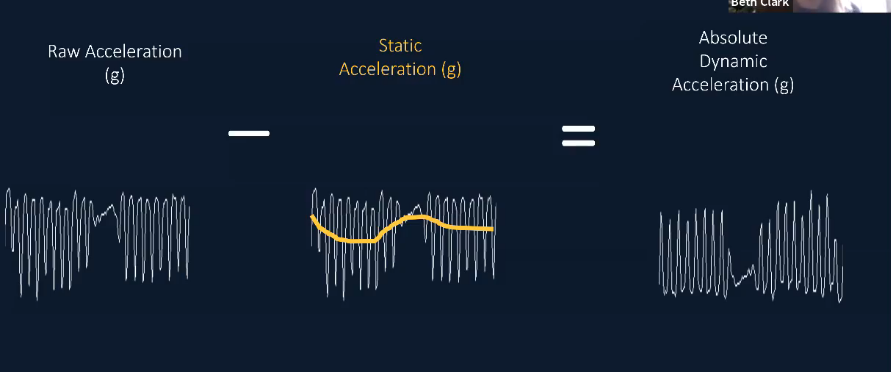 Beth Clark
Raw Acceleration
(g)
Static
Acceleration (g)
Absolute
Dynamic
Acceleration (g)